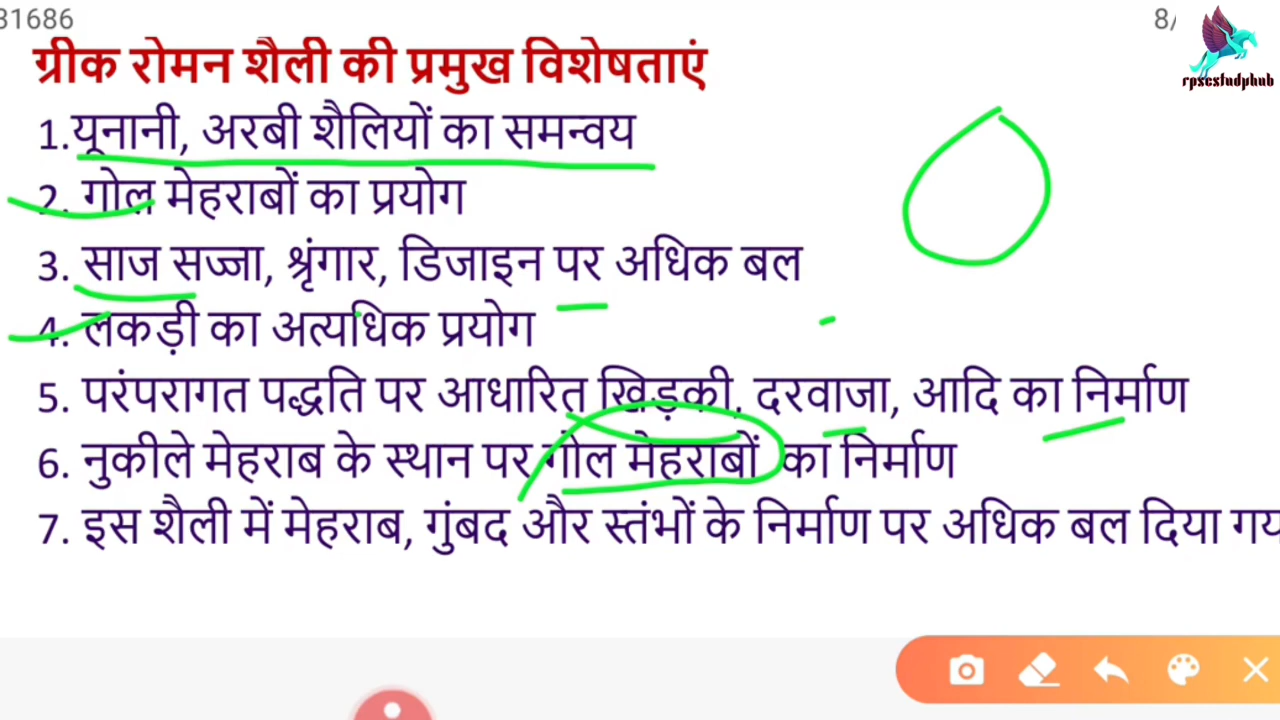 31686
8/
rpscstudyhub
ग्रीक रोमन शैली की प्रमुख विशेषताएं
1.यूनानी, अरबी शैलियों का समन्वय
2. गोल मेहराबों का प्रयोग
3. साज सज्जा, श्रृंगार, डिजाइन पर अधिक बल
4. लकड़ी का अत्यधिक प्रयोग
5. परंपरागत पद्धति पर आधारित खिड़की, दरवाजा, आदि का निर्माण
6. नुकीले मेहराब के स्थान पर गोल मेहराबों का निर्माण
7. इस शैली में मेहराब, गुंबद और स्तंभों के निर्माण पर अधिक बल दिया गय